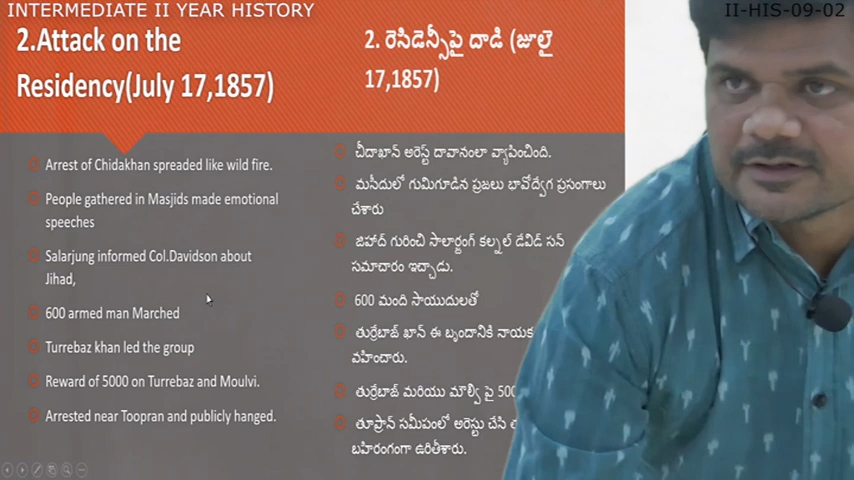 INTERMEDIATE II YEAR HISTORY
II-HIS-09-02
2.Attack on the
Residency(July 17,1857)
2. రెసిడెన్సీపై దాడి (జూలై
17,1857)
Arrest of Chidakhan spreaded like wild fire.
People gathered in Masjids made emotional
speeches
Salarjung informed Col.Davidson about
Jihad,
600 armed man Marched
Turrebaz khan led the group
Reward of 5000 on Turrebaz and Moulvi.
Arrested near Toopran and publicly hanged.
చీదాఖాన్ అరెస్ట్ దావానంలా వ్యాపించింది.
మసీదులో గుమిగూడిన ప్రజలు భావోద్వేగ ప్రసంగాలు
చేశారు
జిహాద్ గురించి సాలార్జంగ్ కల్నల్ డేవిడ్ సన్
సమాచారం ఇచ్చాడు.
600 మంది సాయుదులతో
తుర్రేబాజ్ ఖాన్ ఈ బృందానికి నాయక
వహించారు.
తుర్రేబాజ్ మరియు మౌల్వి పై 500
తూప్రాన్ సమీపంలో అరెస్టు చేసి
బహిరంగంగా ఉరితీశారు.